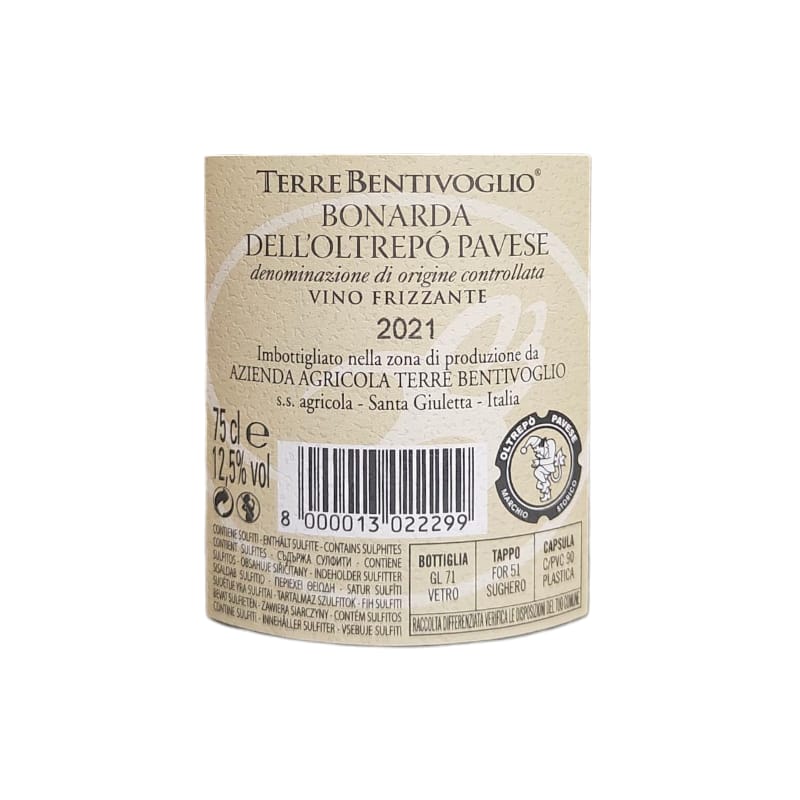 TERRE BENTIVOGLIO®
BONARDA
DELL'OLTREPÓ PAVESE
denominazione di origine controllata
VINO FRIZZANTE
2021
Imbottigliato nella zona di produzione da
AZIENDA AGRICOLA TERRE BENTIVOGLIO
s.s. agricola - Santa Giuletta - Italia
75 cl e
12,5% vol
8 000013 022299
OLTREPÒ PAVESE
MARCHIO STORICO
CONTIENE SOLFITI - ENTHÄLT SULFITE - CONTAINS SULPHITES
CONTIENT SULFITES - СЪДЪРЖА СУЛФИТИ - CONTIENE
SULFITOS - OBSAHUJE SIŘIČITANY - INDEHOLDER SULFITTER
SISALDAB SULFITID - ΠΕΡΙΕΧΕΙ ΘΕΙΩΔΗ - SATUR SULFĪTI
SUDĖTYJE YRA SULFITAI - TARTALMAZ SZULFITOK - FIH SULFITI
BEVAT SULFIETEN - ZAWIERA SIARCZYNY - CONTÉM SULFITOS
CONTINE SULFITI - INNEHÅLLER SULFITER - VSEBUJE SULFITI
BOTTIGLIA
GL 71
VETRO
TAPPO
FOR 51
SUGHERO
CAPSULA
C/PVC 90
PLASTICA
RACCOLTA DIFFERENZIATA VERIFICA LE DISPOSIZIONI DEL TUO COMUNE